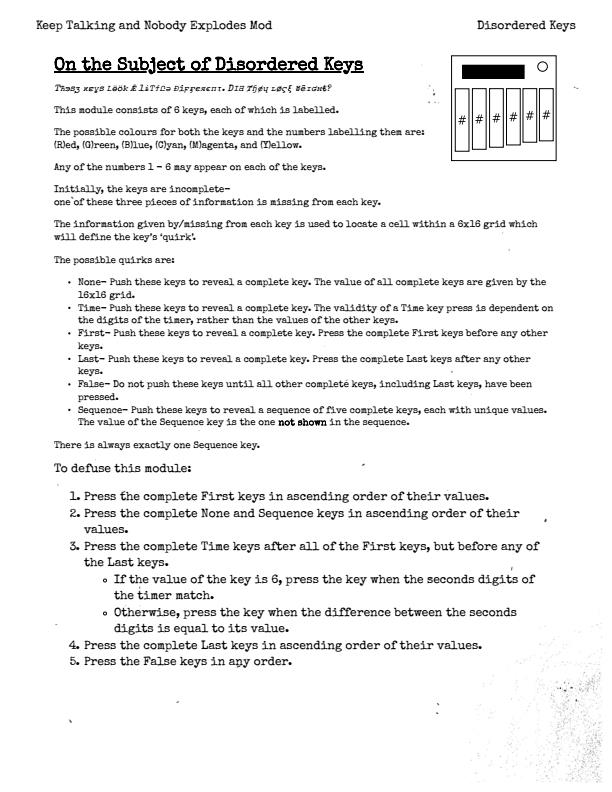 Keep Talking and Nobody Explodes Mod
Disordered Keys
On the Subject of Disordered Keys
This module consists of 6 keys, each of which is labelled.
The possible colours for both the keys and the numbers labelling them are:
(R)ed, (G)reen, (B)lue, (C)yan, (M)agenta, and (Y)ellow.
Any of the numbers 1 - 6 may appear on each of the keys.
Initially, the keys are incomplete-
one of these three pieces of information is missing from each key.
The information given by/missing from each key is used to locate a cell within a 6x16 grid which
will define the key's 'quirk'.
The possible quirks are:
• None- Push these keys to reveal a complete key. The value of all complete keys are given by the
16x16 grid.
• Time- Push these keys to reveal a complete key. The validity of a Time key press is dependent on
the digits of the timer, rather than the values of the other keys.
• First- Push these keys to reveal a complete key. Press the complete First keys before any other
keys.
• Last- Push these keys to reveal a complete key. Press the complete Last keys after any other
keys.
• False- Do not push these keys until all other complete keys, including Last keys, have been
pressed.
• Sequence- Push these keys to reveal a sequence of five complete keys, each with unique values.
The value of the Sequence key is the one not shown in the sequence.
There is always exactly one Sequence key.
To defuse this module:
1. Press the complete First keys in ascending order of their values.
2. Press the complete None and Sequence keys in ascending order of their
values.
3. Press the complete Time keys after all of the First keys, but before any of
the Last keys.
◦ If the value of the key is 6, press the key when the seconds digits of
the timer match.
◦ Otherwise, press the key when the difference between the seconds
digits is equal to its value.
4. Press the complete Last keys in ascending order of their values.
5. Press the False keys in any order.
# # # # # #